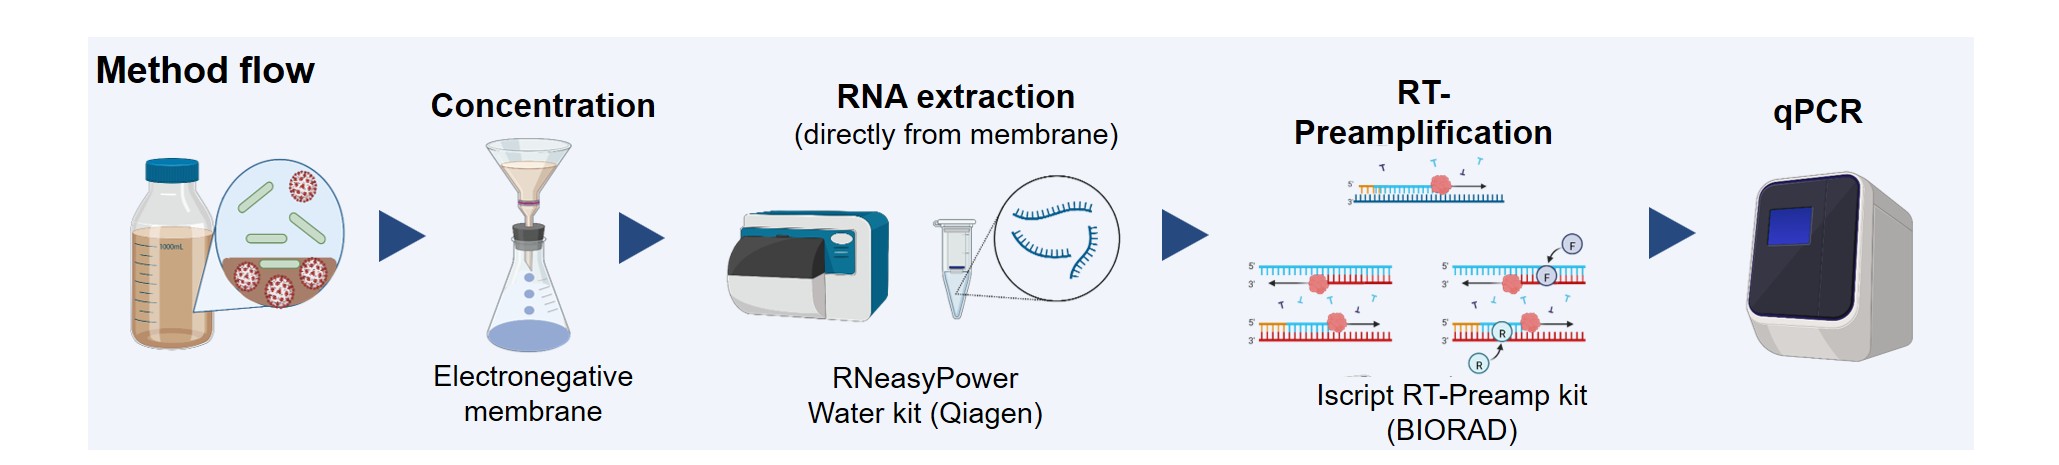 Method flow
Concentration
Electronegative
membrane
RNA extraction
(directly from membrane)
RNeasyPower
Water kit (Qiagen)
RT-
Preamplification
5'
3'
5'
3'
5'
3'
F
F
5'
3'
5'
3'
R
R
Iscript RT-Preamp kit
(BIORAD)
qPCR
1000mL